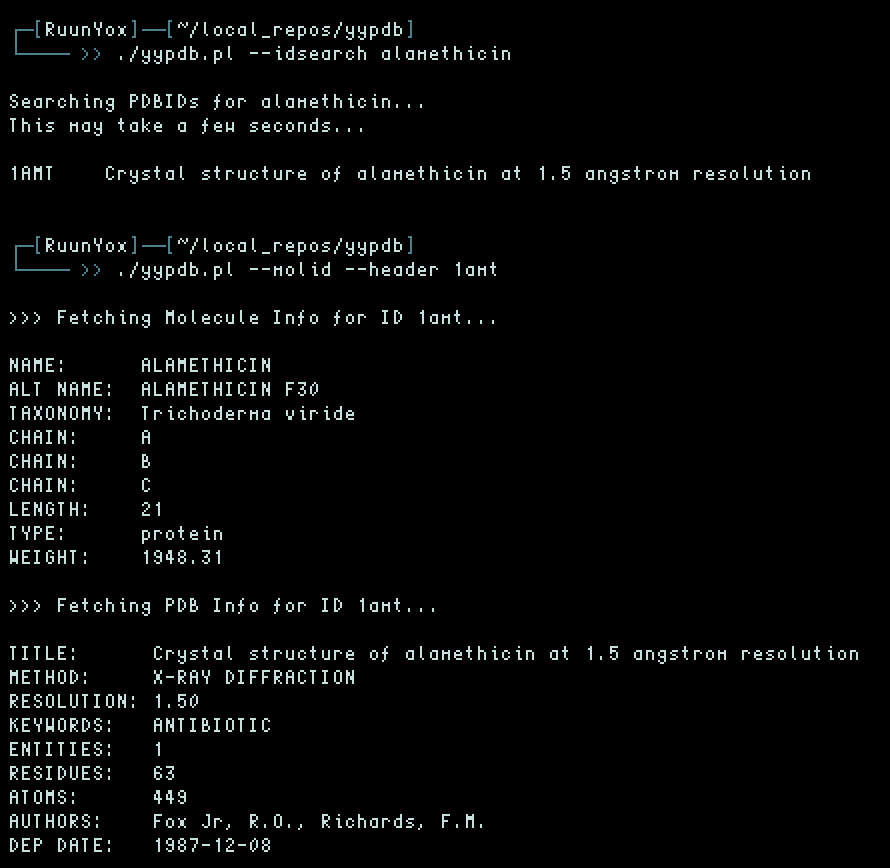 ┌─[RuunYox]──[~/local_repos/yypdb]
└──── >> ./yypdb.pl --idsearch alamethicin
Searching PDBIDs for alamethicin...
This may take a few seconds...
1AMT    Crystal structure of alamethicin at 1.5 angstrom resolution
┌─[RuunYox]──[~/local_repos/yypdb]
└──── >> ./yypdb.pl --molid --header 1amt
>>> Fetching Molecule Info for ID 1amt...
NAME:      ALAMETHICIN
ALT NAME:  ALAMETHICIN F30
TAXONOMY:  Trichoderma viride
CHAIN:     A
CHAIN:     B
CHAIN:     C
LENGTH:    21
TYPE:      protein
WEIGHT:    1948.31
>>> Fetching PDB Info for ID 1amt...
TITLE:      Crystal structure of alamethicin at 1.5 angstrom resolution
METHOD:     X-RAY DIFFRACTION
RESOLUTION: 1.50
KEYWORDS:   ANTIBIOTIC
ENTITIES:   1
RESIDUES:   63
ATOMS:      449
AUTHORS:    Fox Jr, R.O., Richards, F.M.
DEP DATE:   1987-12-08